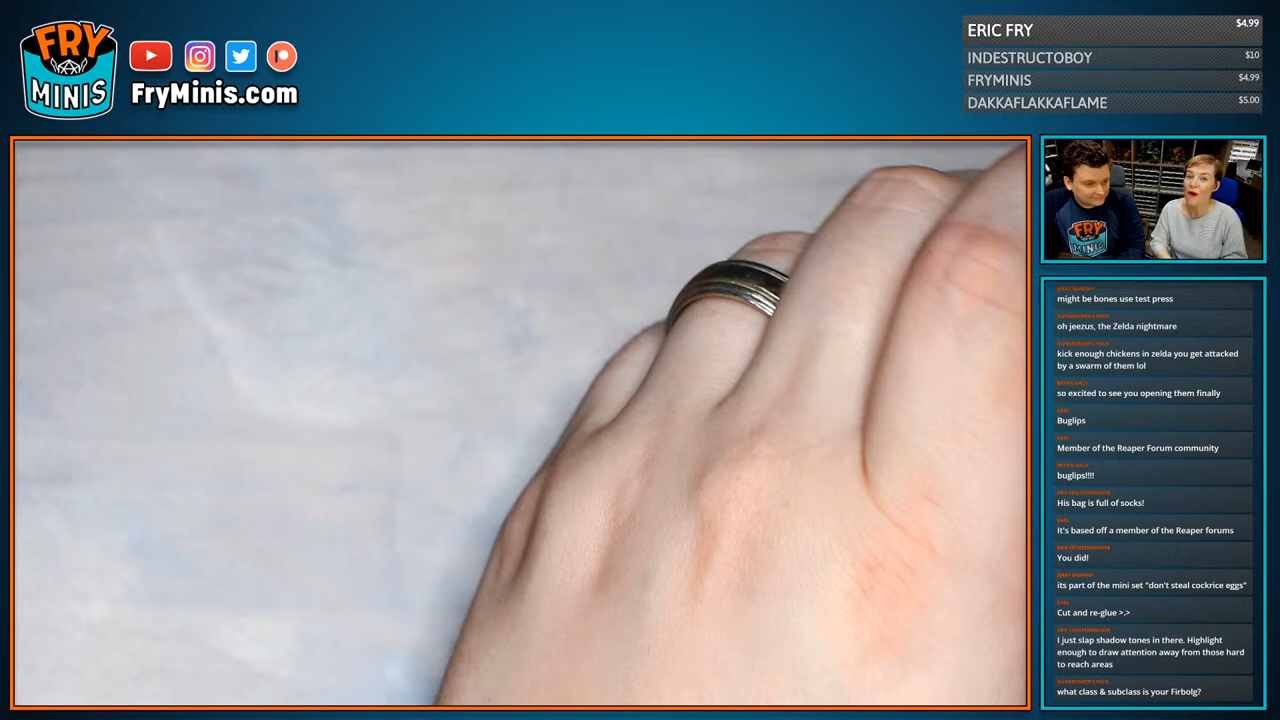 FRY
MINIS
FryMinis.com
ERIC FRY $4.99
INDESTRUCTOBOY $10
FRYMINIS $4.99
DAKKAFLAKKAFLAME $5.00
FRY
MINIS
JERRY MURPHY
might be bones use test press
oh jeezus, the Zelda nightmare
kick enough chickens in zelda you get attacked
by a swarm of them lol
so excited to see you opening them finally
Buglips
Member of the Reaper Forum community
buglips!!!!
His bag is full of socks!
It's based off a member of the Reaper forums
You did!
JERRY MURPHY
its part of the mini set "don't steal cockrice eggs"
Cut and re-glue >.>
I just slap shadow tones in there. Highlight
enough to draw attention away from those hard
to reach areas
what class & subclass is your Firbolg?